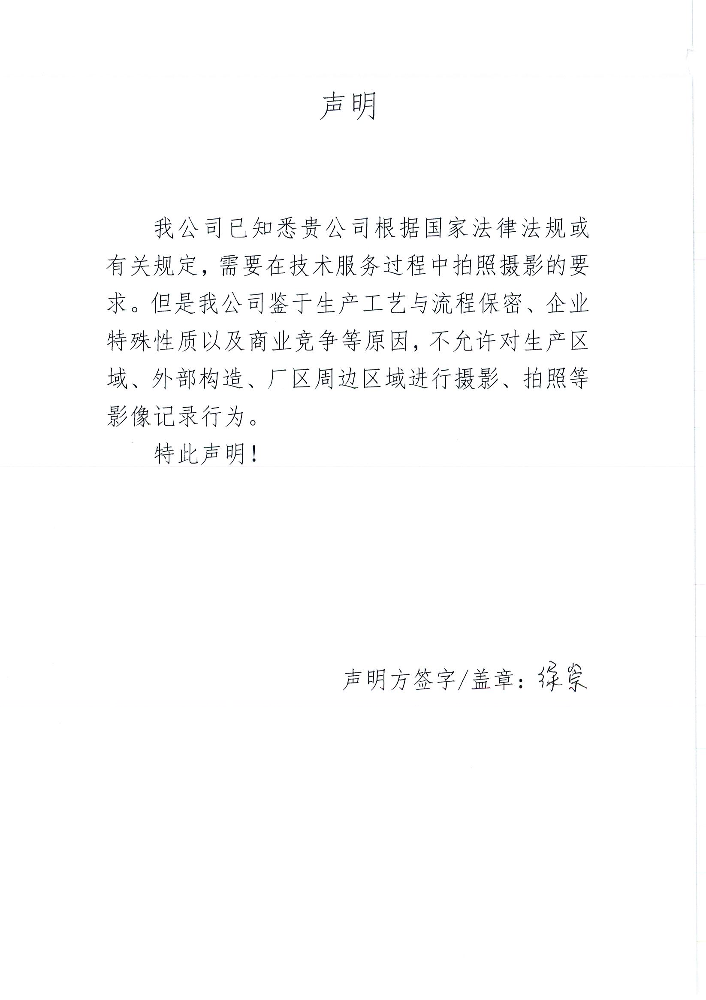 声明
我公司已知悉贵公司根据国家法律法规或
有关规定，需要在技术服务过程中拍照摄影的要
求。但是我公司鉴于生产工艺与流程保密、企业
特殊性质以及商业竞争等原因，不允许对生产区
域、外部构造、厂区周边区域进行摄影、拍照等
影像记录行为。
特此声明！
声明方签字/盖章：